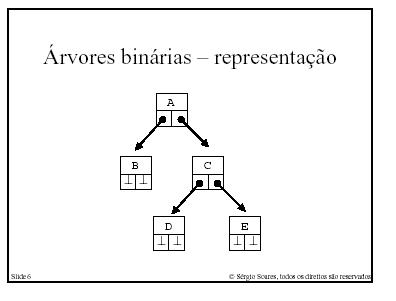 Árvores binárias – representação
A
B
C
⊥ ⊥
D
E
⊥ ⊥
⊥ ⊥
Slide 6
© Sérgio Soares, todos os direitos são reservados